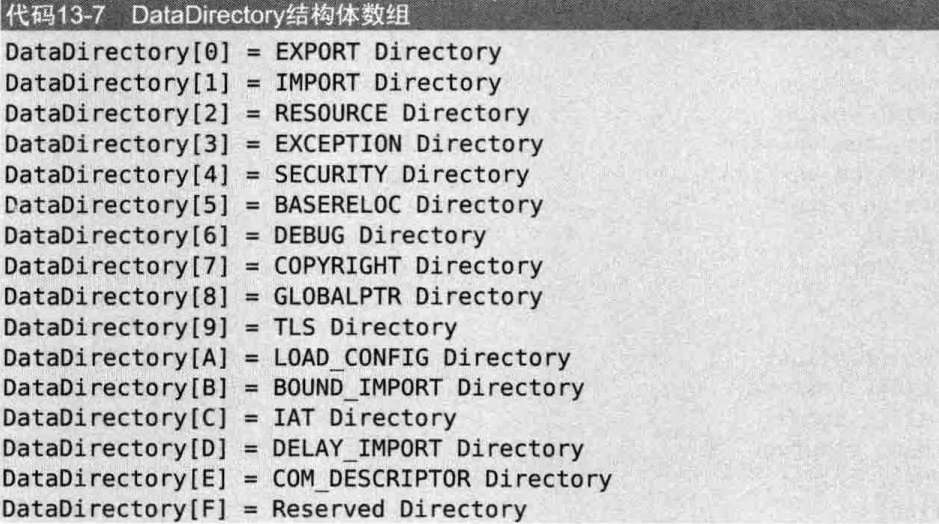 代码13-7 DataDirectory结构体数组
DataDirectory[0] = EXPORT Directory
DataDirectory[1] = IMPORT Directory
DataDirectory[2] = RESOURCE Directory
DataDirectory[3] = EXCEPTION Directory
DataDirectory[4] = SECURITY Directory
DataDirectory[5] = BASERELOC Directory
DataDirectory[6] = DEBUG Directory
DataDirectory[7] = COPYRIGHT Directory
DataDirectory[8] = GLOBALPTR Directory
DataDirectory[9] = TLS Directory
DataDirectory[A] = LOAD_CONFIG Directory
DataDirectory[B] = BOUND_IMPORT Directory
DataDirectory[C] = IAT Directory
DataDirectory[D] = DELAY_IMPORT Directory
DataDirectory[E] = COM_DESCRIPTOR Directory
DataDirectory[F] = Reserved Directory